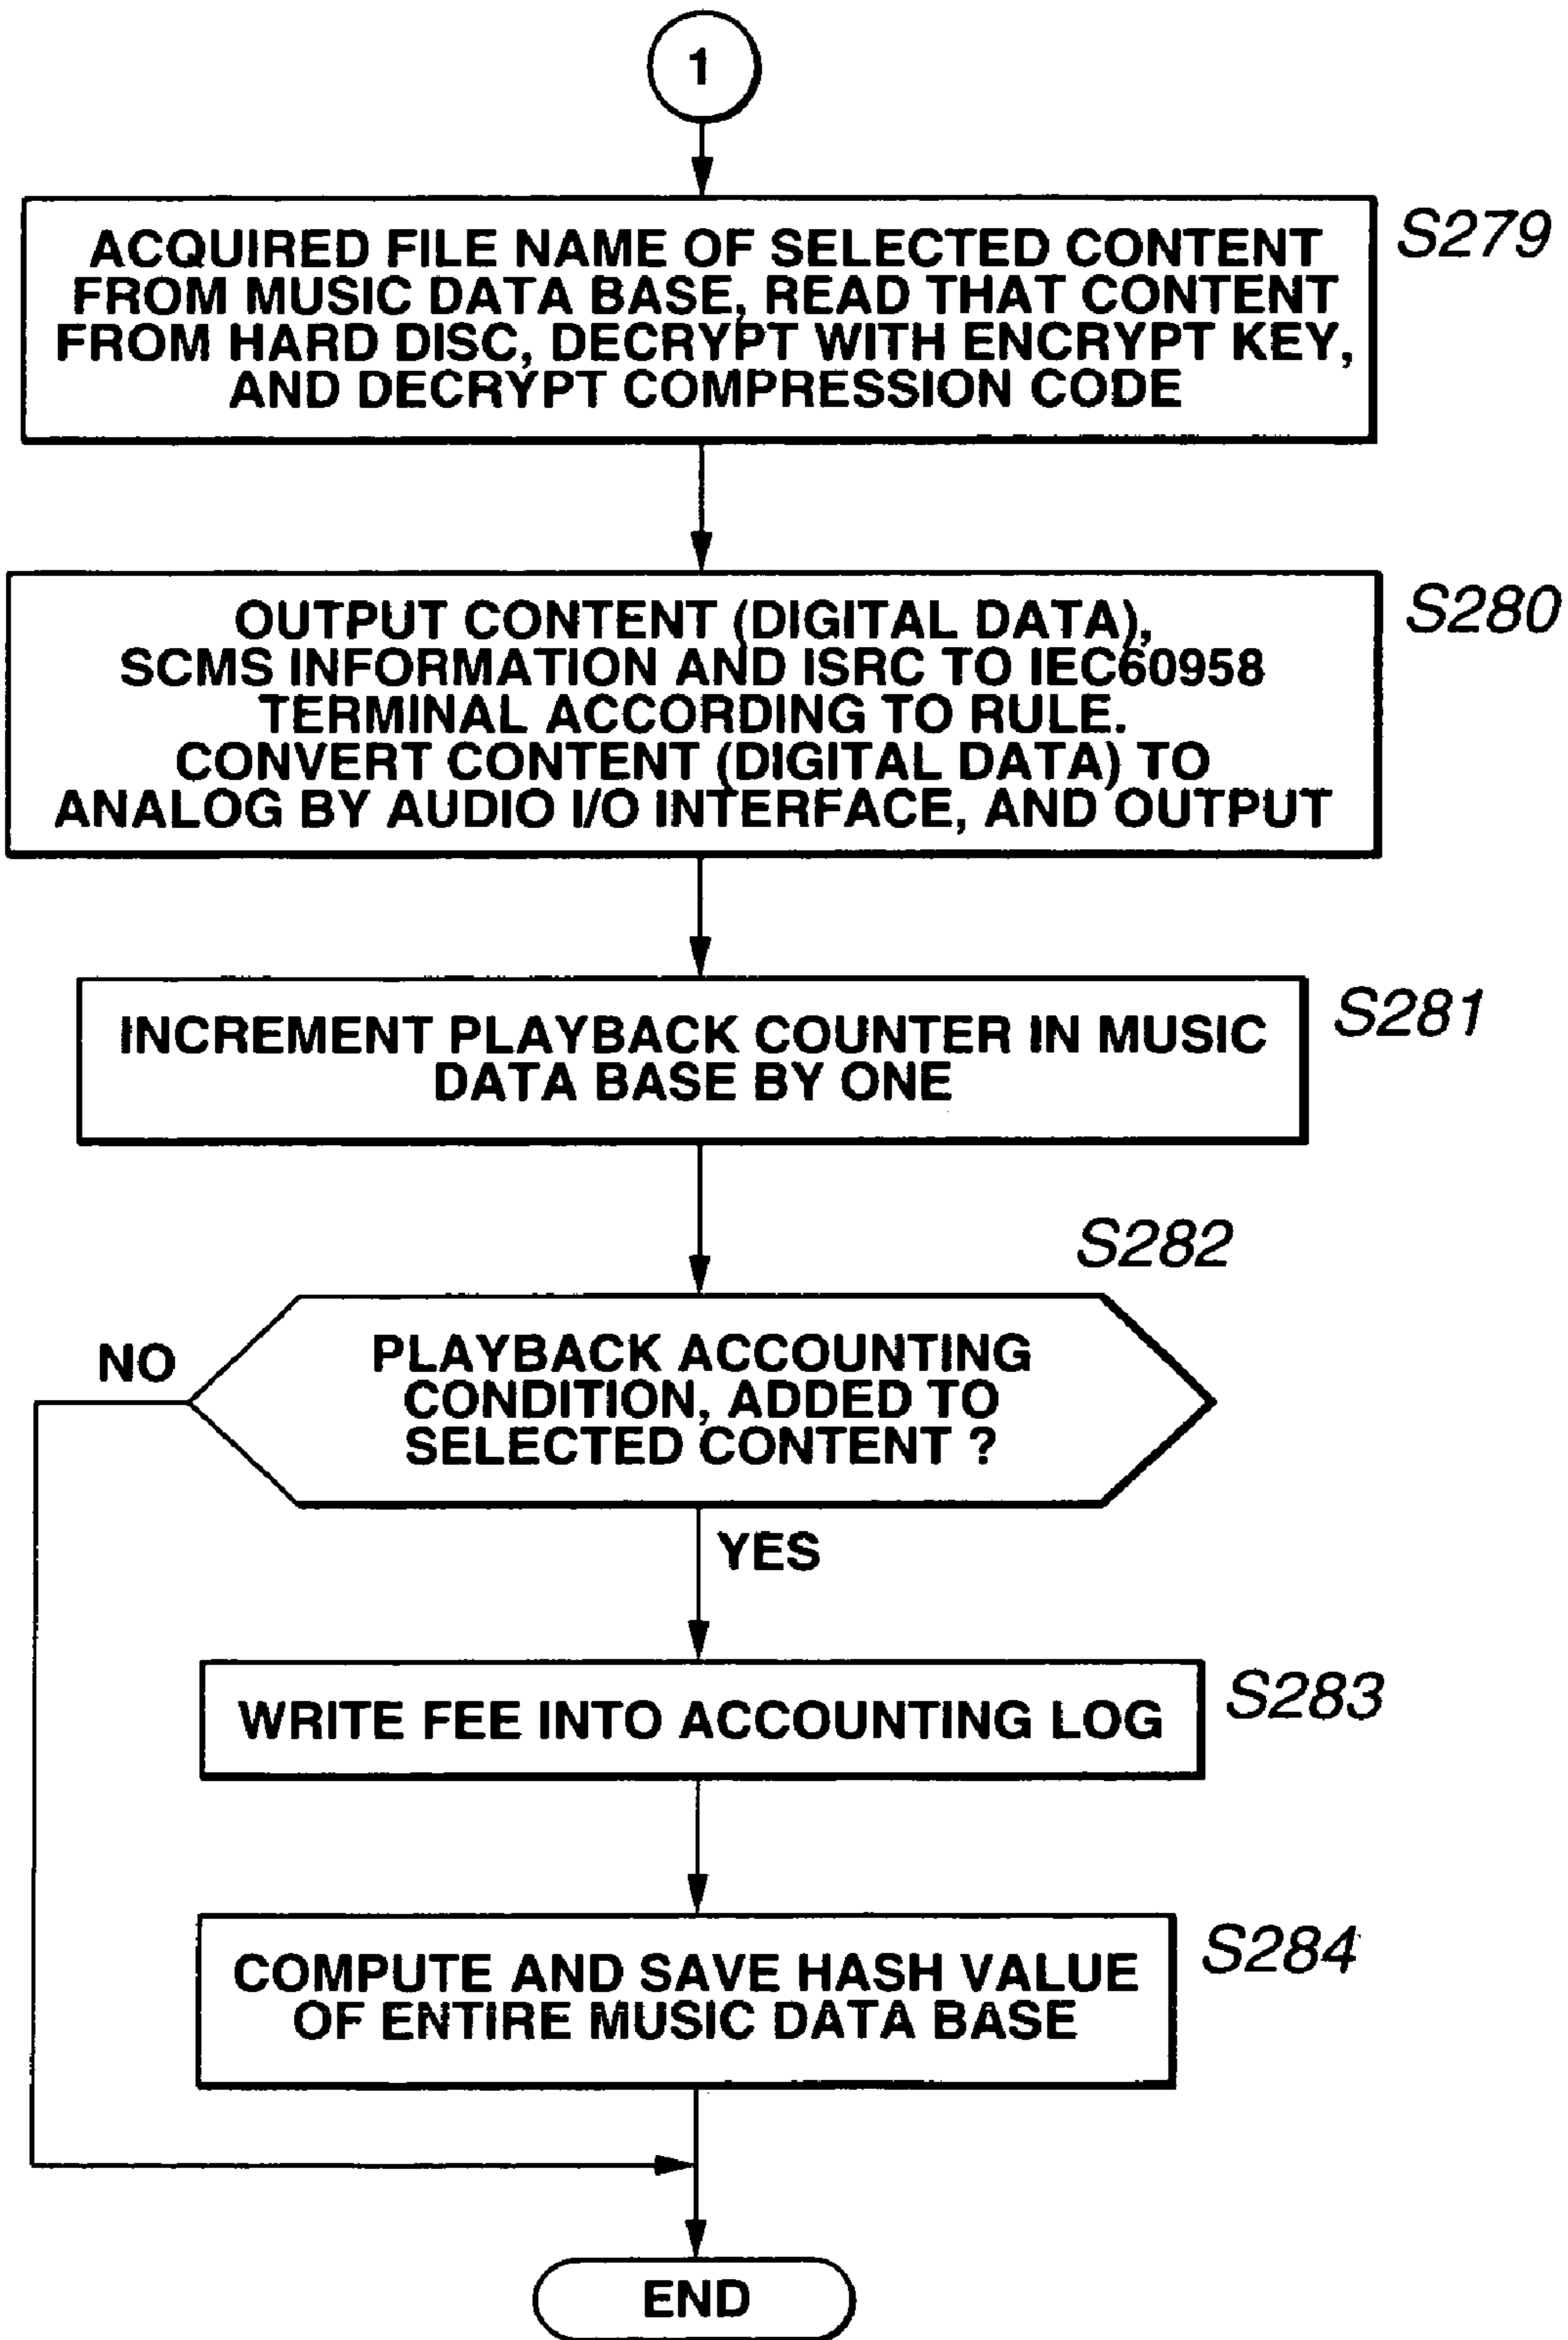 1
ACQUIRED FILE NAME OF SELECTED CONTENT
FROM MUSIC DATA BASE, READ THAT CONTENT
FROM HARD DISC, DECRYPT WITH ENCRYPT KEY,
AND DECRYPT COMPRESSION CODE
S279
OUTPUT CONTENT (DIGITAL DATA),
SCMS INFORMATION AND ISRC TO IEC60958
TERMINAL ACCORDING TO RULE.
CONVERT CONTENT (DIGITAL DATA) TO
ANALOG BY AUDIO I/O INTERFACE, AND OUTPUT
S280
INCREMENT PLAYBACK COUNTER IN MUSIC
DATA BASE BY ONE
S281
S282
NO
PLAYBACK ACCOUNTING
CONDITION, ADDED TO
SELECTED CONTENT ?
YES
WRITE FEE INTO ACCOUNTING LOG
S283
COMPUTE AND SAVE HASH VALUE
OF ENTIRE MUSIC DATA BASE
S284
END